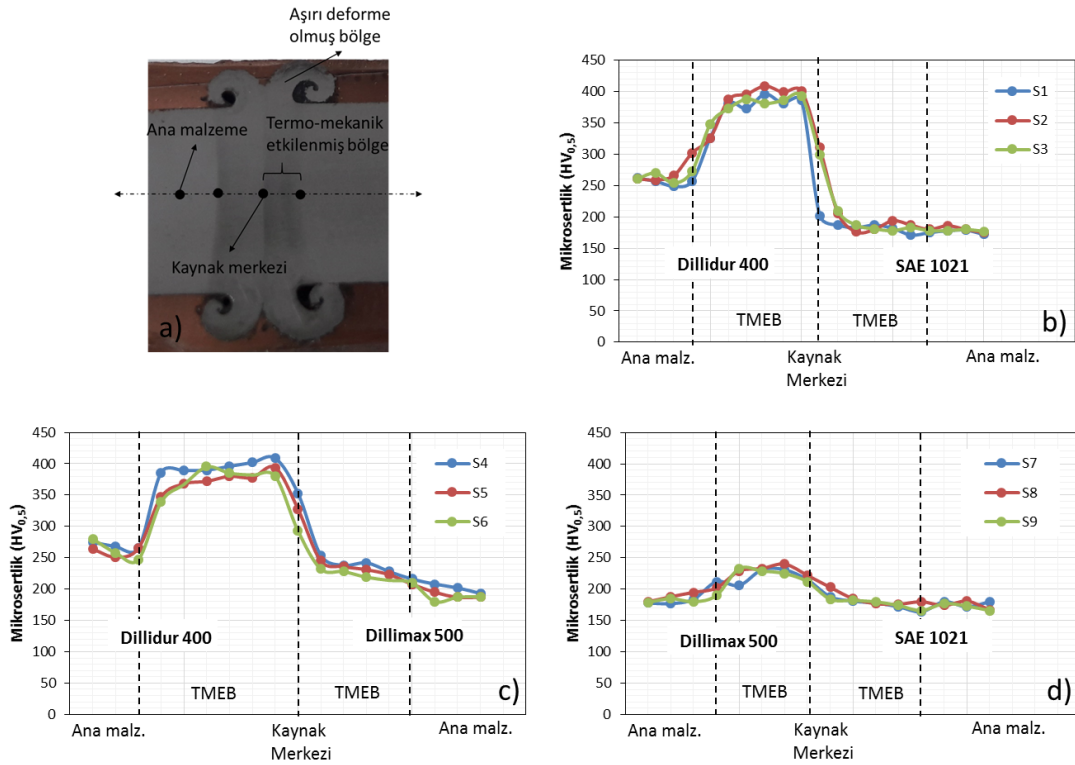 Aşırı deforme
olmuş bölge
Ana malzeme
Termo-mekanik
etkilenmiş bölge
Kaynak merkezi
a)
Mikrosertlik (HV0,5)
450
400
350
300
250
200
150
100
50
0
S1
S2
S3
Dillidur 400
SAE 1021
TMEB
TMEB
b)
Ana malz.
Kaynak
Merkezi
Ana malz.
Mikrosertlik (HV0,5)
450
400
350
300
250
200
150
100
50
0
S4
S5
S6
Dillidur 400
Dillimax 500
TMEB
TMEB
c)
Ana malz.
Kaynak
Merkezi
Ana malz.
Mikrosertlik (HV0,5)
450
400
350
300
250
200
150
100
50
0
S7
S8
S9
Dillimax 500
SAE 1021
TMEB
TMEB
d)
Ana malz.
Kaynak
Merkezi
Ana malz.